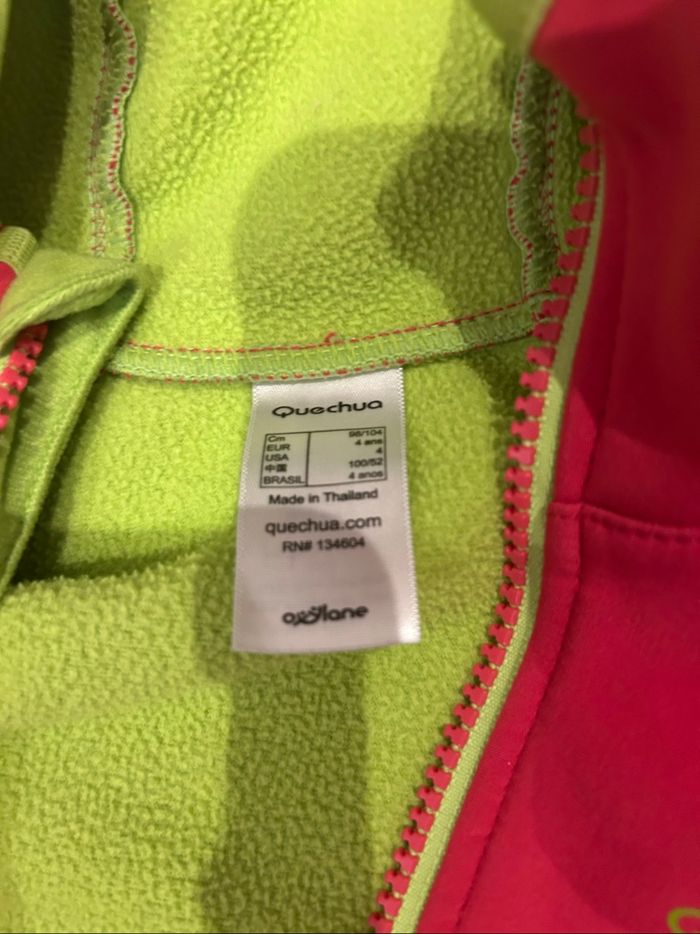 Quechua
Cm 98/104
EUR 4 ans
USA 4
中国 100/52
BRASIL 4 anos
Made in Thailand
quechua.com
RN# 134604
oxylane